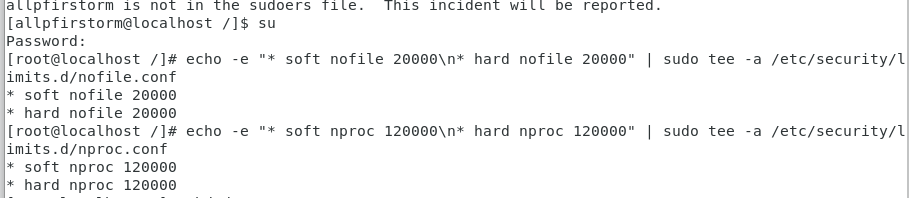 allpfirstorm is not in the sudoers file.  This incident will be reported.
[allpfirstorm@localhost /]$ su
Password:
[root@localhost /]# echo -e "* soft nofile 20000\n* hard nofile 20000" | sudo tee -a /etc/security/l
imits.d/nofile.conf
* soft nofile 20000
* hard nofile 20000
[root@localhost /]# echo -e "* soft nproc 120000\n* hard nproc 120000" | sudo tee -a /etc/security/l
imits.d/nproc.conf
* soft nproc 120000
* hard nproc 120000